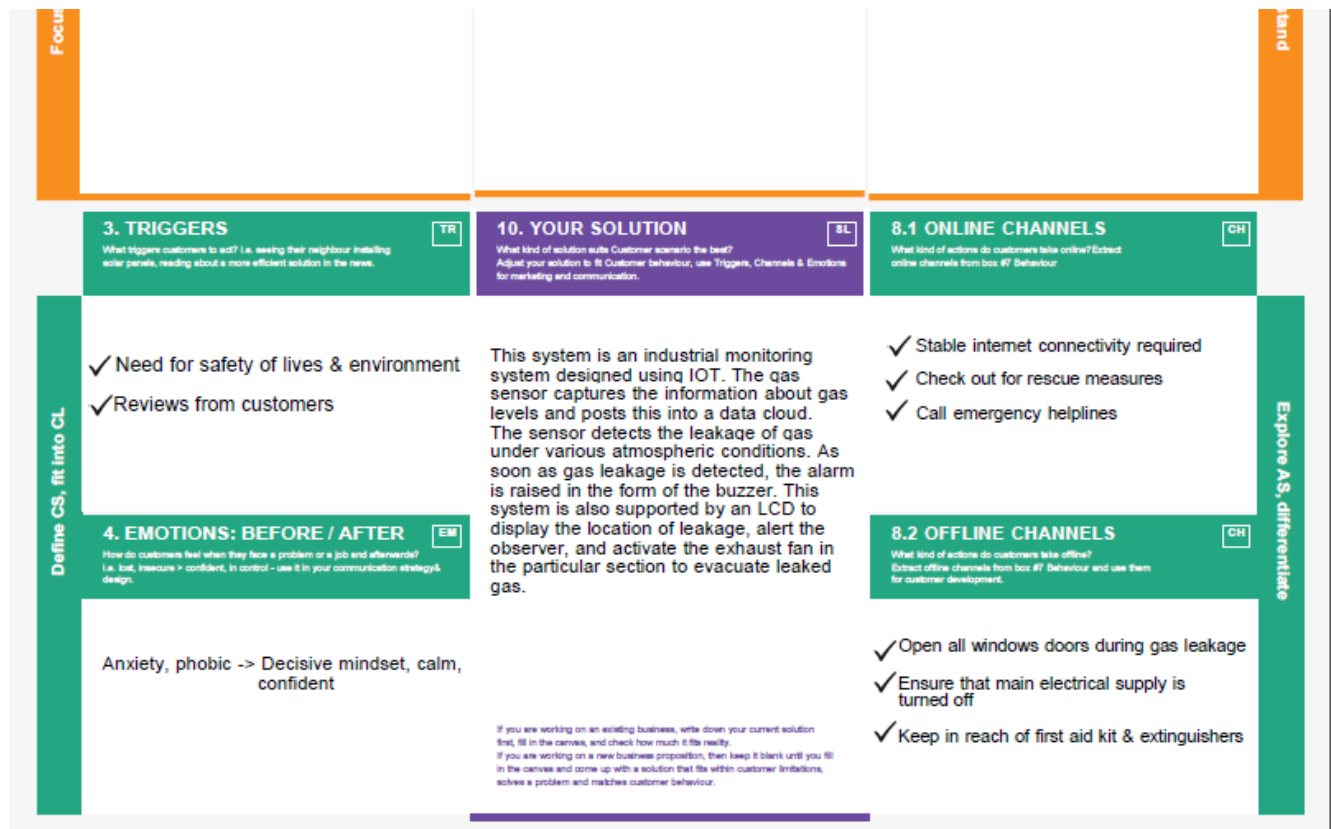 Focus
stand
3. TRIGGERS
TR
What triggers customers to act? i.e. seeing their neighbour installing
solar panels, reading about a more efficient solution in the news.
10. YOUR SOLUTION
SL
What kind of solution suits Customer scenario the best?
Adjust your solution to fit Customer behaviour, use Triggers, Channels & Emotions
for marketing and communication.
8.1 ONLINE CHANNELS
CH
What kind of actions do customers take online? Extract
online channels from box #7 Behaviour
Define CS, fit into CL
Need for safety of lives & environment
Reviews from customers
This system is an industrial monitoring
system designed using IOT. The gas
sensor captures the information about gas
levels and posts this into a data cloud.
The sensor detects the leakage of gas
under various atmospheric conditions. As
soon as gas leakage is detected, the alarm
is raised in the form of the buzzer. This
system is also supported by an LCD to
display the location of leakage, alert the
observer, and activate the exhaust fan in
the particular section to evacuate leaked
gas.
Stable internet connectivity required
Check out for rescue measures
Call emergency helplines
Explore AS, differentiate
4. EMOTIONS: BEFORE / AFTER
EM
How do customers feel when they face a problem or a job and afterwards?
i.e. lost, insecure > confident, in control - use it in your communication strategy&
design.
Anxiety, phobic -> Decisive mindset, calm,
confident
8.2 OFFLINE CHANNELS
CH
What kind of actions do customers take offline?
Extract offline channels from box #7 Behaviour and use them
for customer development.
Open all windows doors during gas leakage
Ensure that main electrical supply is
turned off
Keep in reach of first aid kit & extinguishers
If you are working on an existing business, write down your current solution
first, fill in the canvas, and check how much it fits reality.
If you are working on a new business proposition, then keep it blank until you fill
in the canvas and come up with a solution that fits within customer limitations,
solves a problem and matches customer behaviour.